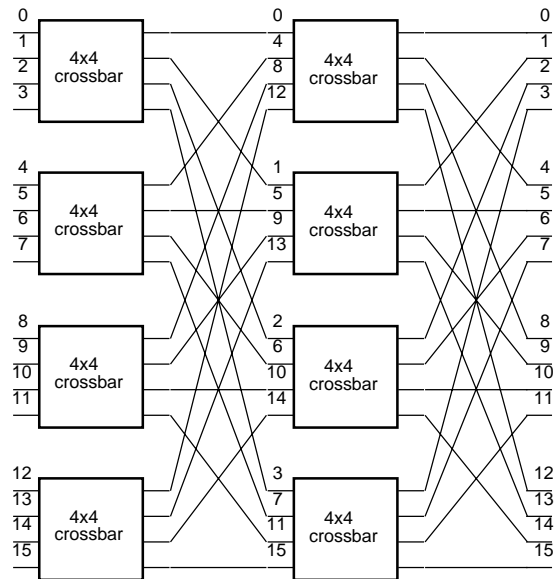 0 0 0
1 4 1
4x4 4x4
2 8 2
crossbar crossbar
3 12 3
4 1 4
5 5 5
4x4 4x4
6 9 6
crossbar crossbar
7 13 7
8 2 8
9 6 9
4x4 4x4
10 10 10
crossbar crossbar
11 14 11
12 3 12
13 7 13
4x4 4x4
14 11 14
crossbar crossbar
15 15 15